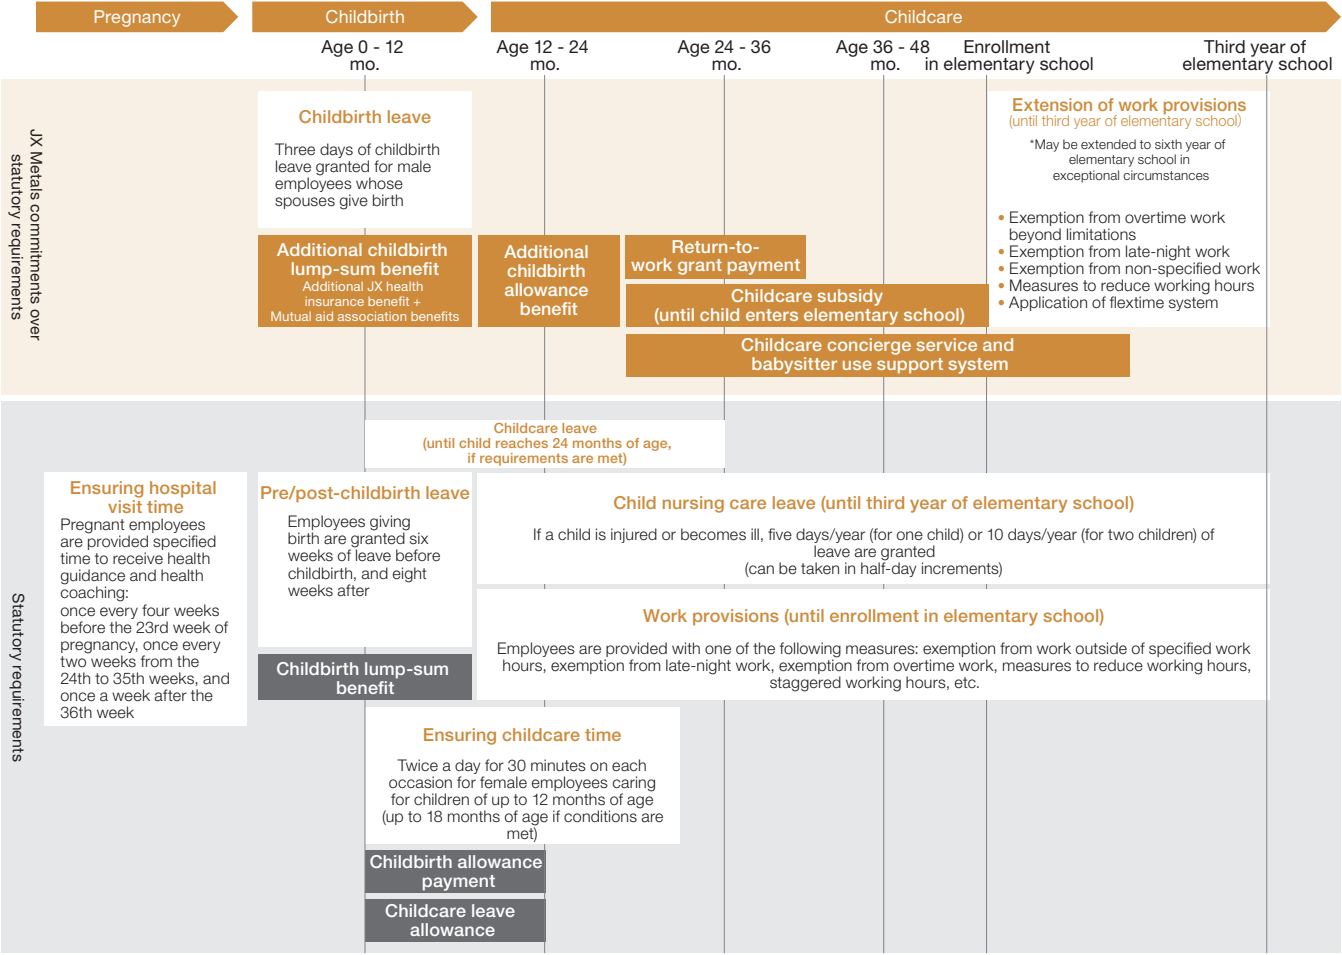 Pregnancy
Childbirth
Childcare
Age 0 - 12
mo.
Age 12 - 24
mo.
Age 24 - 36
mo.
Age 36 - 48
mo.
Enrollment
in elementary school
Third year of
elementary school
JX Metals commitments over
statutory requirements
Childbirth leave
Three days of childbirth
leave granted for male
employees whose
spouses give birth
Extension of work provisions
(until third year of elementary school)
*May be extended to sixth year of
elementary school in
exceptional circumstances
• Exemption from overtime work
beyond limitations
• Exemption from late-night work
• Exemption from non-specified work
• Measures to reduce working hours
• Application of flextime system
Additional childbirth
lump-sum benefit
Additional JX health
insurance benefit +
Mutual aid association benefits
Additional
childbirth
allowance
benefit
Return-to-
work grant payment
Childcare subsidy
(until child enters elementary school)
Childcare concierge service and
babysitter use support system
Statutory requirements
Childcare leave
(until child reaches 24 months of age,
if requirements are met)
Ensuring hospital
visit time
Pregnant employees
are provided specified
time to receive health
guidance and health
coaching:
once every four weeks
before the 23rd week of
pregnancy, once every
two weeks from the
24th to 35th weeks, and
once a week after the
36th week
Pre/post-childbirth leave
Employees giving
birth are granted six
weeks of leave before
childbirth, and eight
weeks after
Childbirth lump-sum
benefit
Child nursing care leave (until third year of elementary school)
If a child is injured or becomes ill, five days/year (for one child) or 10 days/year (for two children) of
leave are granted
(can be taken in half-day increments)
Work provisions (until enrollment in elementary school)
Employees are provided with one of the following measures: exemption from work outside of specified work
hours, exemption from late-night work, exemption from overtime work, measures to reduce working hours,
staggered working hours, etc.
Ensuring childcare time
Twice a day for 30 minutes on each
occasion for female employees caring
for children of up to 12 months of age
(up to 18 months of age if conditions are
met)
Childbirth allowance
payment
Childcare leave
allowance